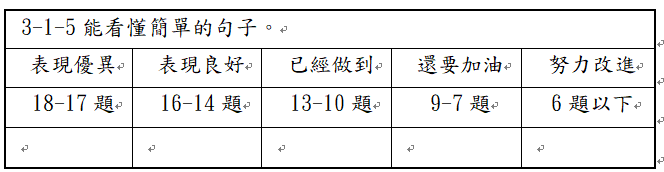 3-1-5 能看懂簡單的句子。
表現優異 表現良好 已經做到 還要加油 努力改進
18-17 題 16-14 題 13-10 題 9-7 題 6 題以下